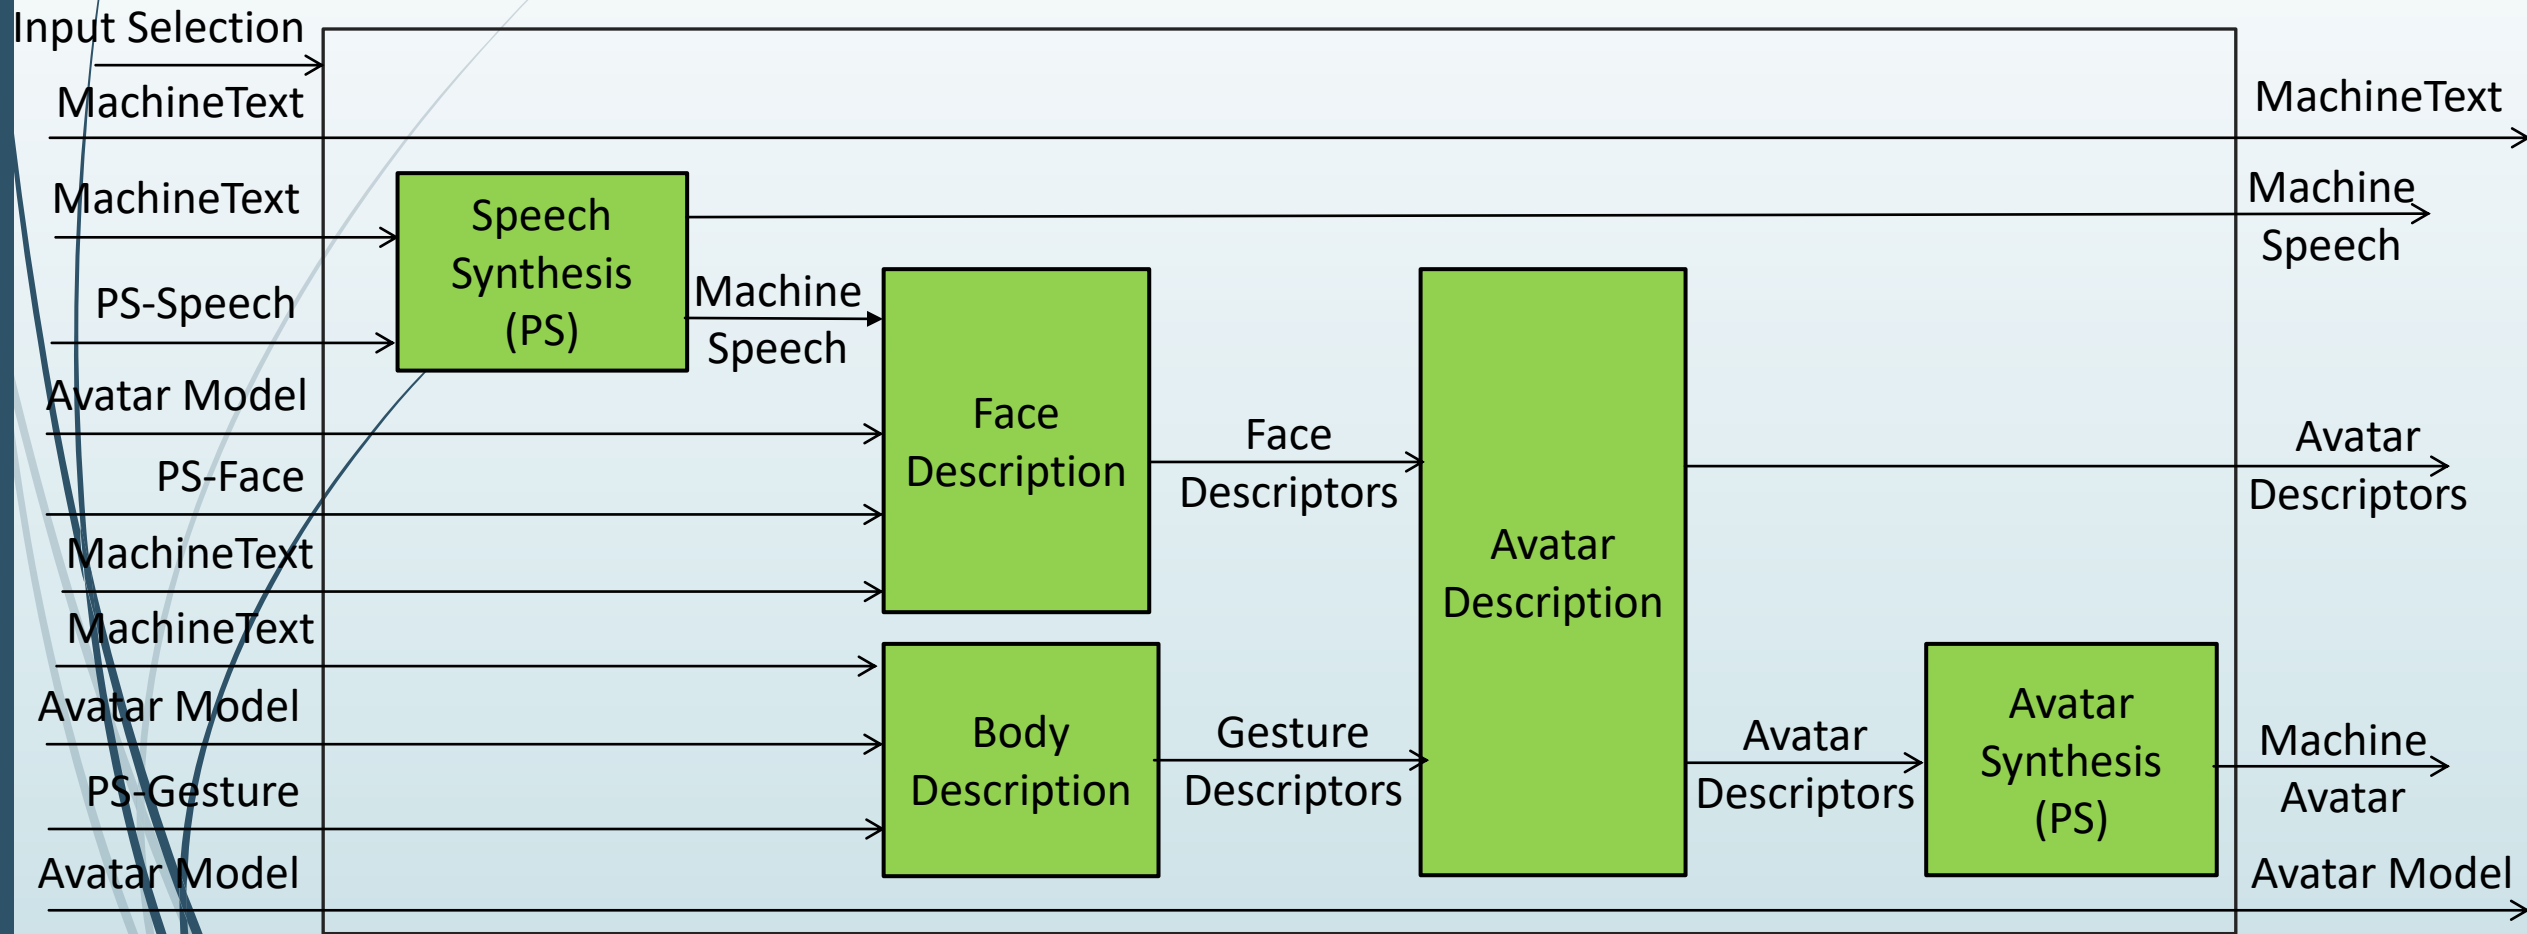 Input Selection
MachineText
MachineText
MachineText
PS-Speech
Speech
Synthesis
(PS)
Machine
Speech
Machine
Speech
Avatar Model
PS-Face
MachineText
Face
Description
Face
Descriptors
Avatar
Description
Avatar
Descriptors
MachineText
Avatar Model
PS-Gesture
Body
Description
Gesture
Descriptors
Avatar
Descriptors
Avatar
Synthesis
(PS)
Machine
Avatar
Avatar Model
Avatar Model